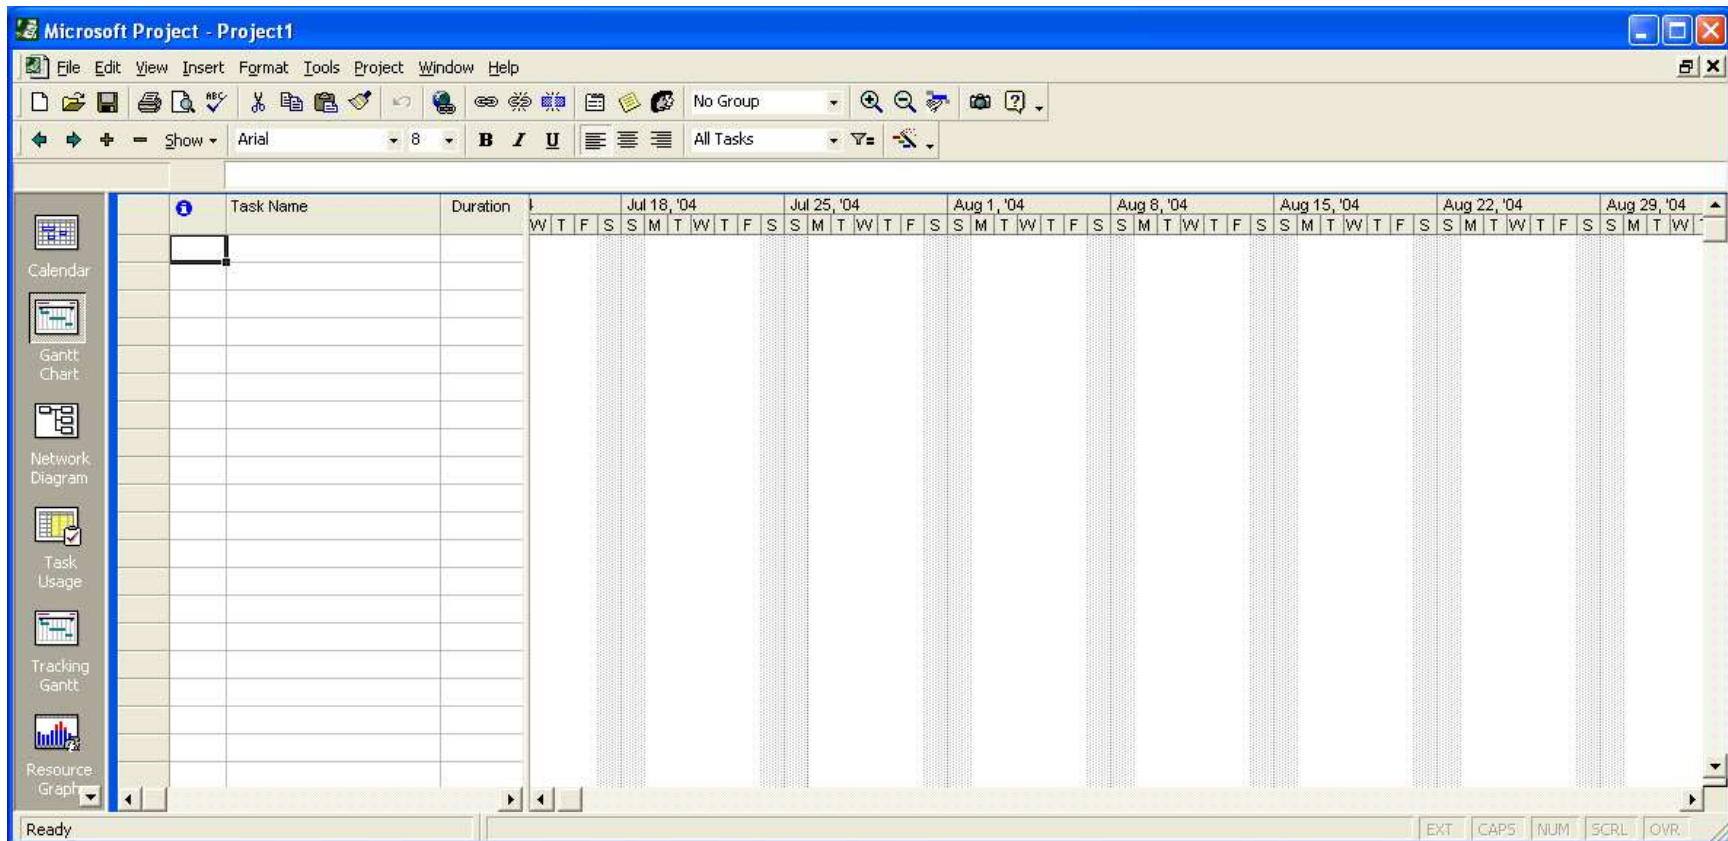 Microsoft Project - Project1
File Edit View Insert Format Tools Project Window Help
ABC No Group
Show Arial 8 B I U All Tasks
Task Name Duration 4 Jul 18, '04 Jul 25, '04 Aug 1, '04 Aug 8, '04 Aug 15, '04 Aug 22, '04 Aug 29, '04
W T F S S M T W T F S S M T W T F S S M T W T F S S M T W T F S S M T W T F S S M T W T F S S M T W
Calendar
Gantt
Chart
Network
Diagram
Task
Usage
Tracking
Gantt
Resource
Graph
Ready EXT CAPS NUM SCRL OVR